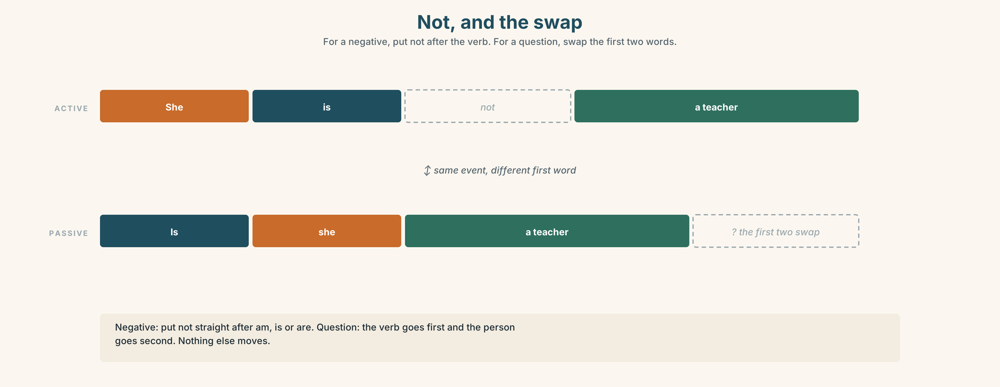 Not, and the swap
For a negative, put not after the verb. For a question, swap the first two words.
ACTIVE She is not a teacher
↕ same event, different first word
PASSIVE Is she a teacher ? the first two swap
Negative: put not straight after am, is or are. Question: the verb goes first and the person
goes second. Nothing else moves.